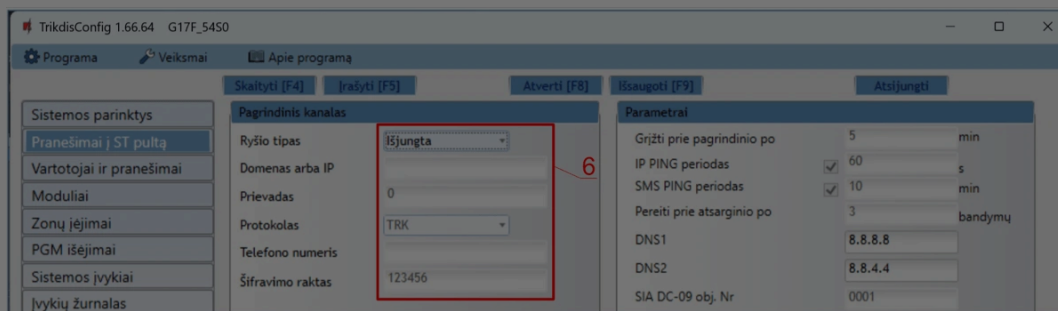 TrikdisConfig 1.66.64 G17F_54S0
Programa Veiksmai Apie programą
Skaityti [F4] Įrašyti [F5] Atverti [F8] Išsaugoti [F9] Atsijungti
Sistemos parinktys
Pranešimai į ST pultą
Vartotojai ir pranešimai
Moduliai
Zonų įėjimai
PGM išėjimai
Sistemos įvykiai
Įvykių žurnalas
Pagrindinis kanalas
Ryšio tipas Išjungta
Domenas arba IP
Prievadas 0
Protokolas TRK
Telefono numeris
Šifravimo raktas 123456
6
Parametrai
Grįžti prie pagrindinio po 5 min
IP PING periodas 60 s
SMS PING periodas 10 min
Pereiti prie atsarginio po 3 bandymų
DNS1 8.8.8.8
DNS2 8.8.4.4
SIA DC-09 obj. Nr 0001